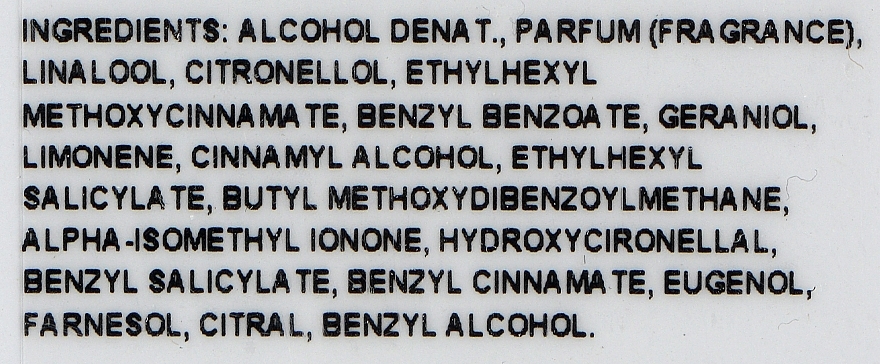 INGREDIENTS: ALCOHOL DENAT., PARFUM (FRAGRANCE),
LINALOOL, CITRONELLOL, ETHYLHEXYL
METHOXYCINNAMATE, BENZYL BENZOATE, GERANIOL,
LIMONENE, CINNAMYL ALCOHOL, ETHYLHEXYL
SALICYLATE, BUTYL METHOXYDIBENZOYLMETHANE,
ALPHA-ISOMETHYL IONONE, HYDROXYCIRONELLAL,
BENZYL SALICYLATE, BENZYL CINNAMATE, EUGENOL,
FARNESOL, CITRAL, BENZYL ALCOHOL.